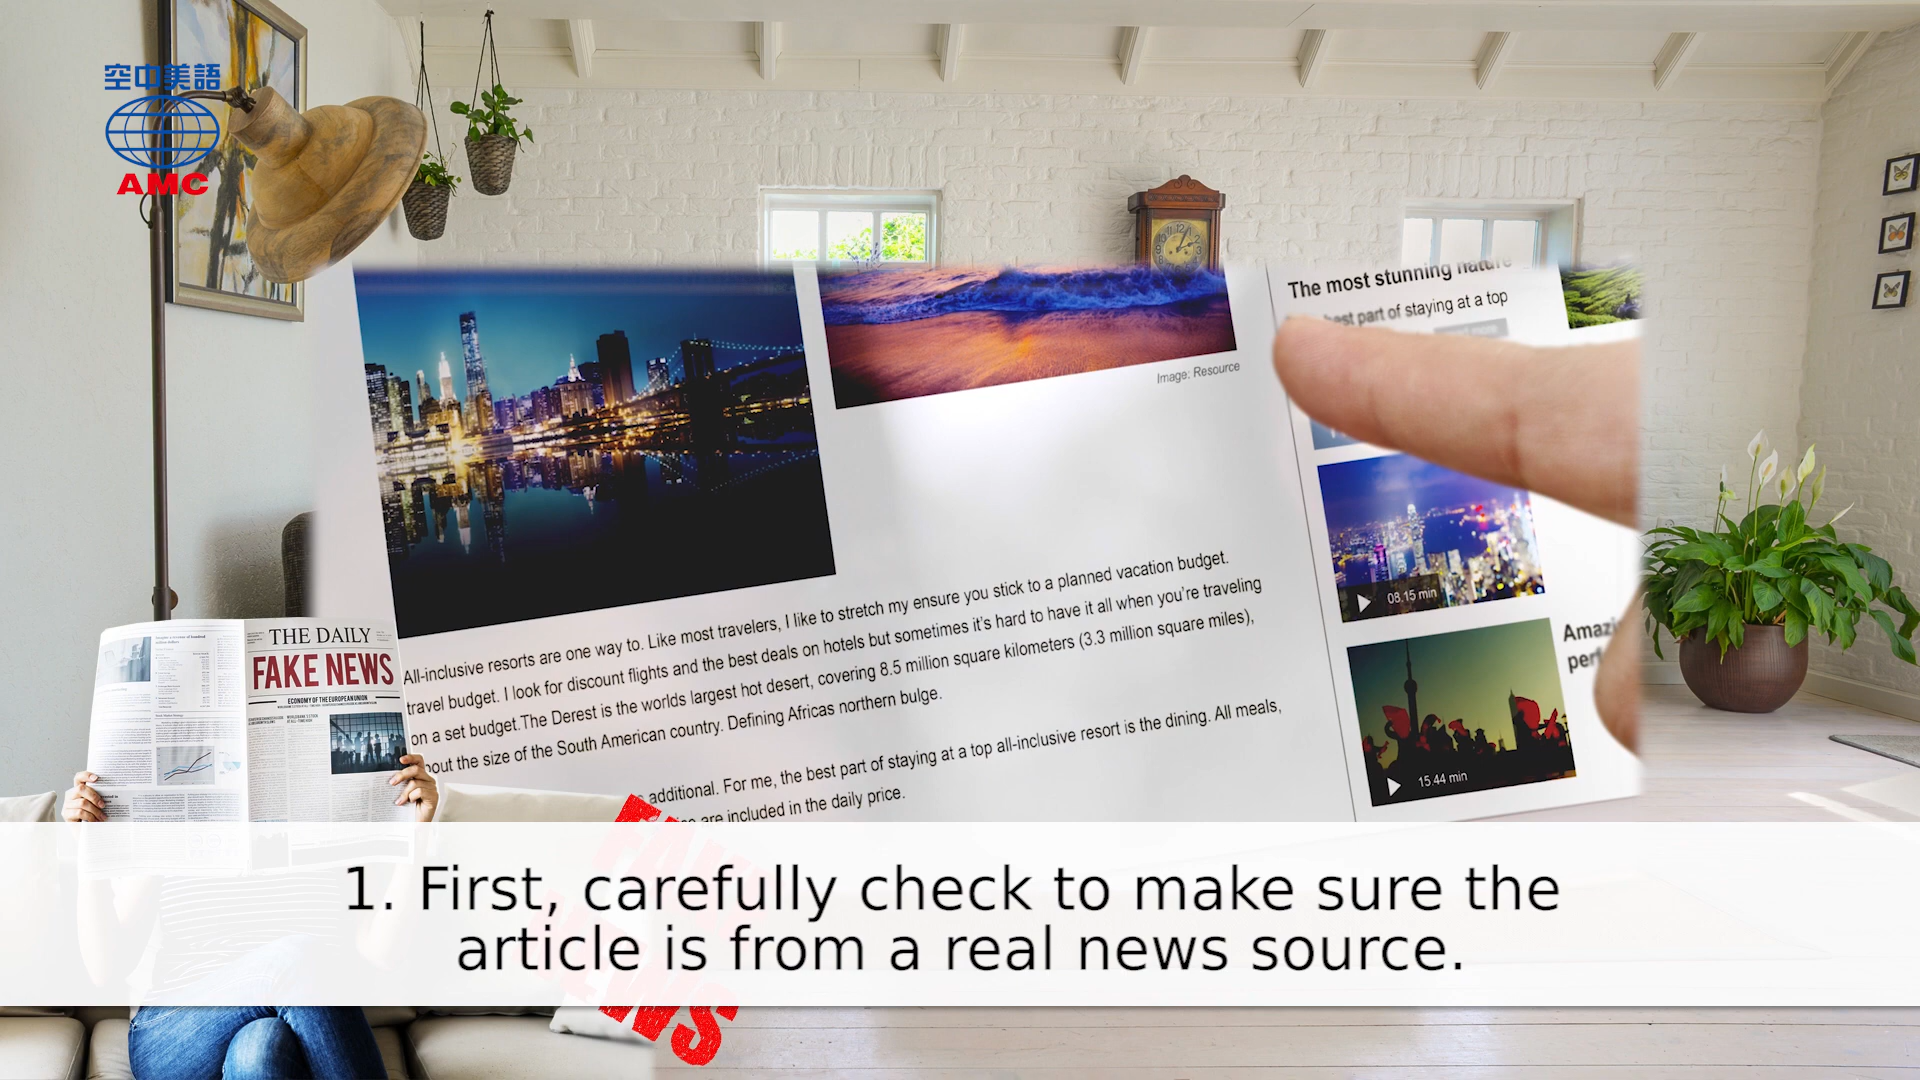 空中美語
AMC
The most stunning nature
best part of staying at a top
Image: Resource
08.15 min
All-inclusive resorts are one way to. Like most travelers, I like to stretch my ensure you stick to a planned vacation budget.
travel budget. I look for discount flights and the best deals on hotels but sometimes it's hard to have it all when you're traveling
on a set budget.The Derest is the worlds largest hot desert, covering 8.5 million square kilometers (3.3 million square miles),
the size of the South American country. Defining Africas northern bulge.
additional. For me, the best part of staying at a top all-inclusive resort is the dining. All meals,
are included in the daily price.
15.44 min
THE DAILY
FAKE NEWS
ECONOMY OF THE EUROPEAN UNION
1. First, carefully check to make sure the
article is from a real news source.
NEWS